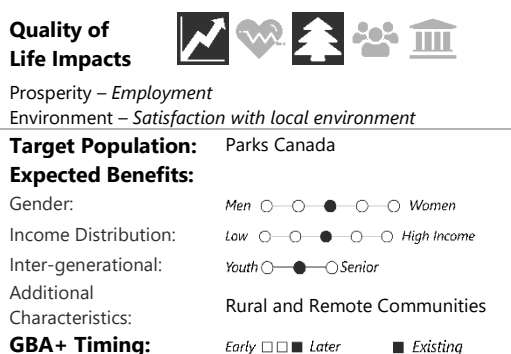 Quality of
Life Impacts
Prosperity – Employment
Environment – Satisfaction with local environment
Target Population: Parks Canada
Expected Benefits:
Gender: Men Women
Income Distribution: Low High Income
Inter-generational: Youth Senior
Additional
Characteristics: Rural and Remote Communities
GBA+ Timing: Early Later Existing